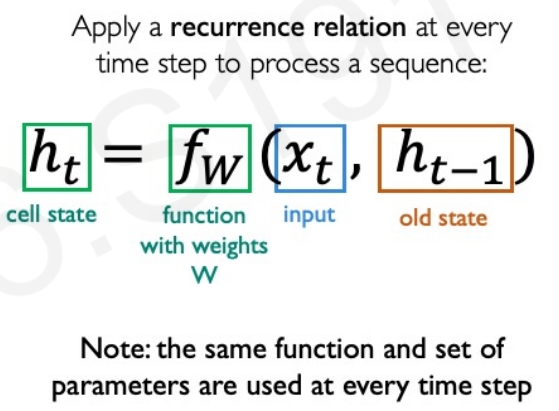 Apply a recurrence relation at every
time step to process a sequence:
h_t = f_W (x_t, h_{t-1})
cell state function input old state
with weights
W
Note: the same function and set of
parameters are used at every time step